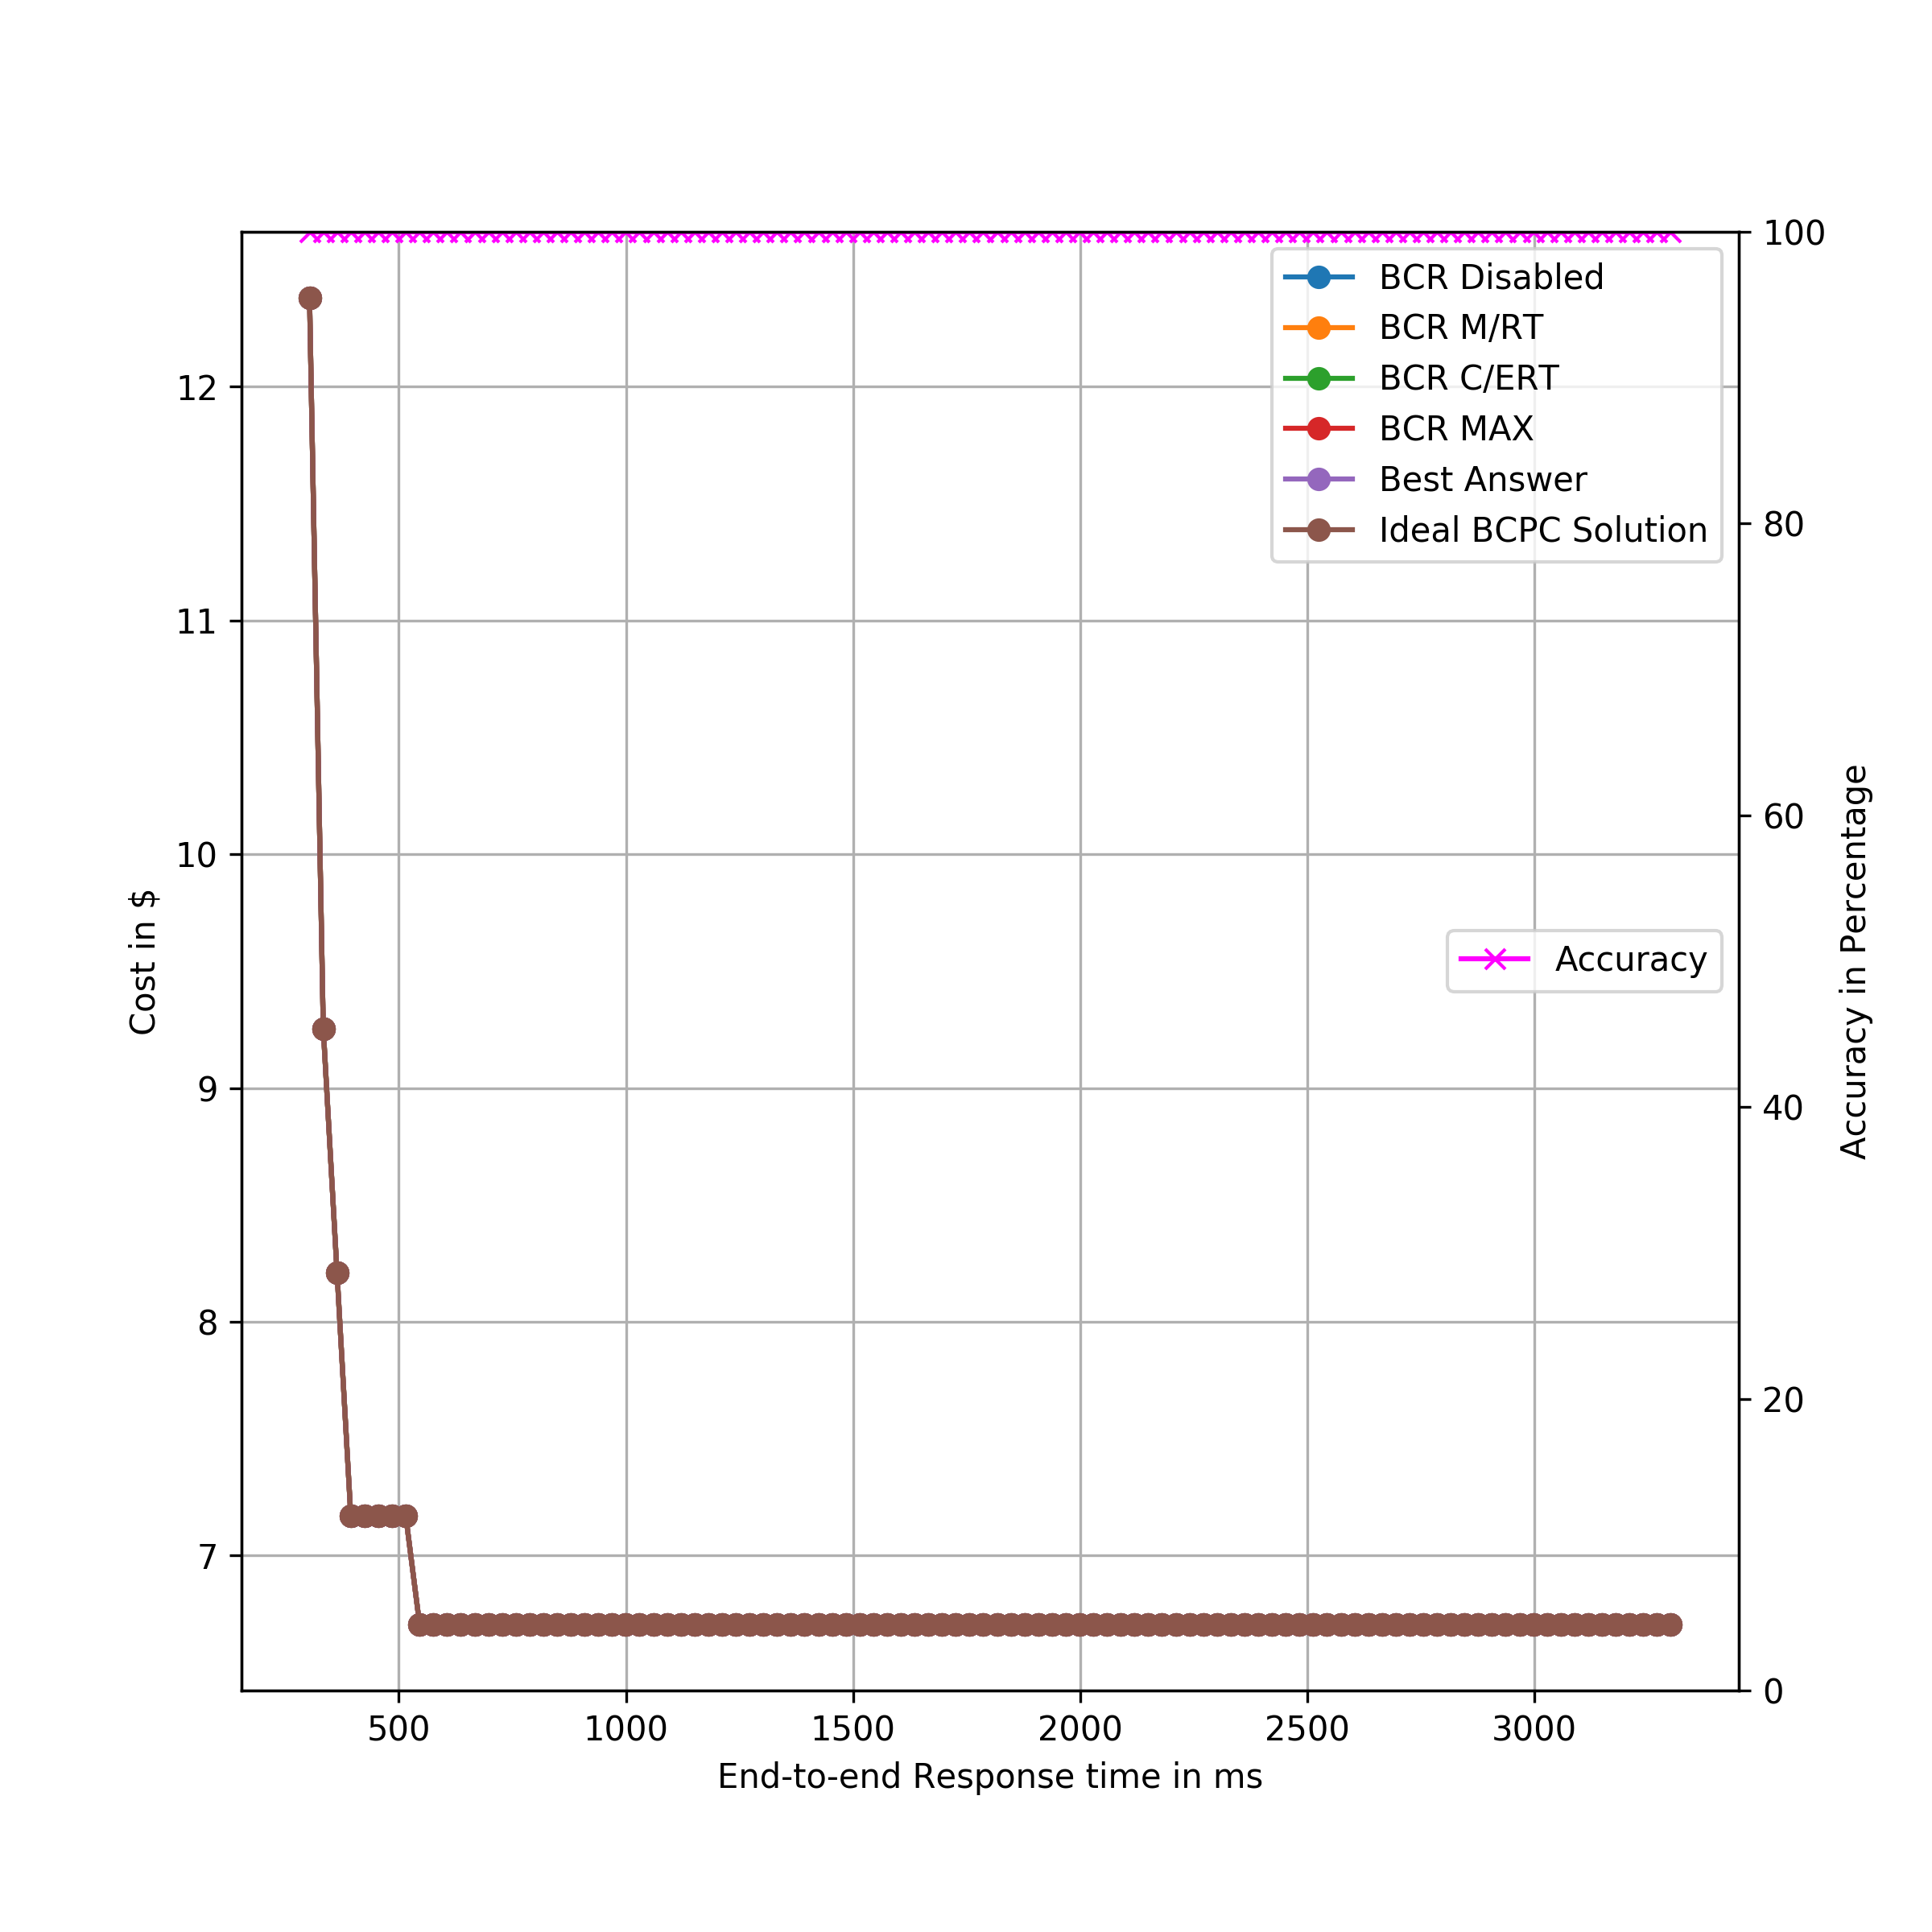 100
BCR Disabled
BCR M/RT
BCR C/ERT
BCR MAX
Best Answer
Ideal BCPC Solution
12
11
10
9
8
7
Cost in $
80
60
40
20
0
Accuracy in Percentage
Accuracy
500 1000 1500 2000 2500 3000
End-to-end Response time in ms